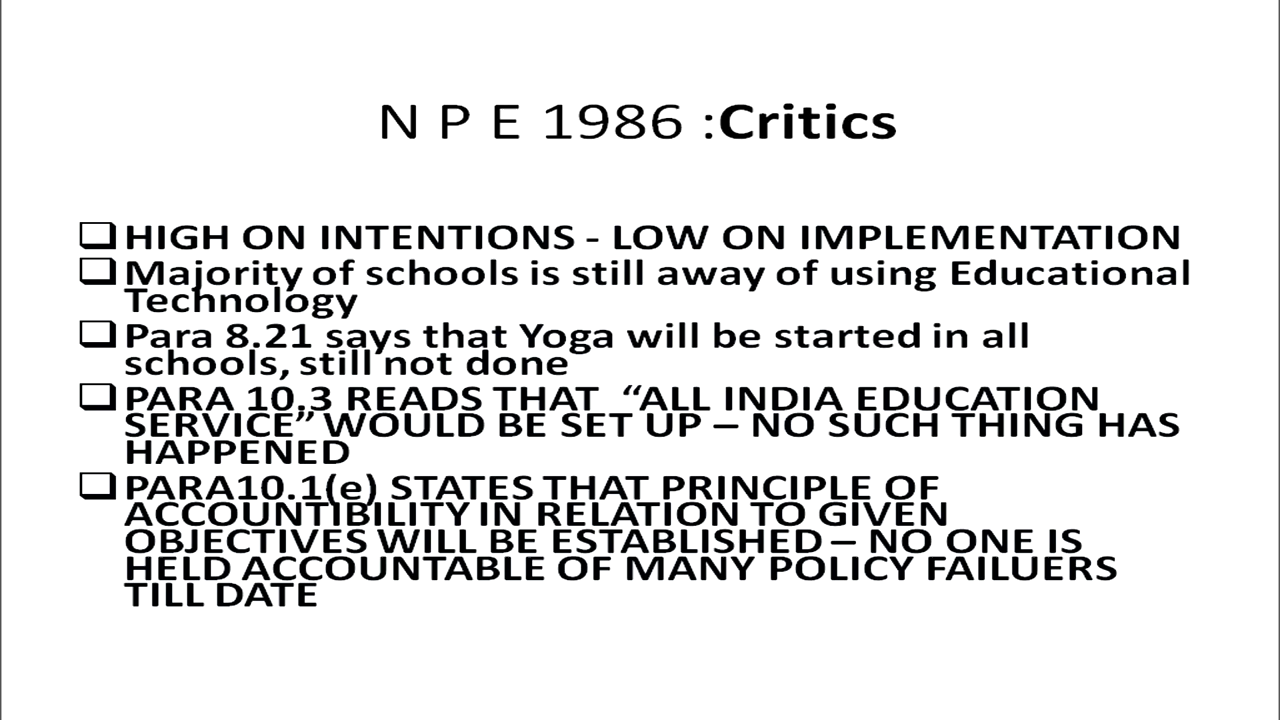 N P E 1986 :Critics
HIGH ON INTENTIONS - LOW ON IMPLEMENTATION
Majority of schools is still away of using Educational
Technology
Para 8.21 says that Yoga will be started in all
schools, still not done
PARA 10,3 READS THAT “ALL INDIA EDUCATION
SERVICE” WOULD BE SET UP – NO SUCH THING HAS
HAPPENED
PARA10.1(e) STATES THAT PRINCIPLE OF
ACCOUNTIBILITY IN RELATION TO GIVEN
OBJECTIVES WILL BE ESTABLISHED – NO ONE IS
HELD ACCOUNTABLE OF MANY POLICY FAILUERS
TILL DATE